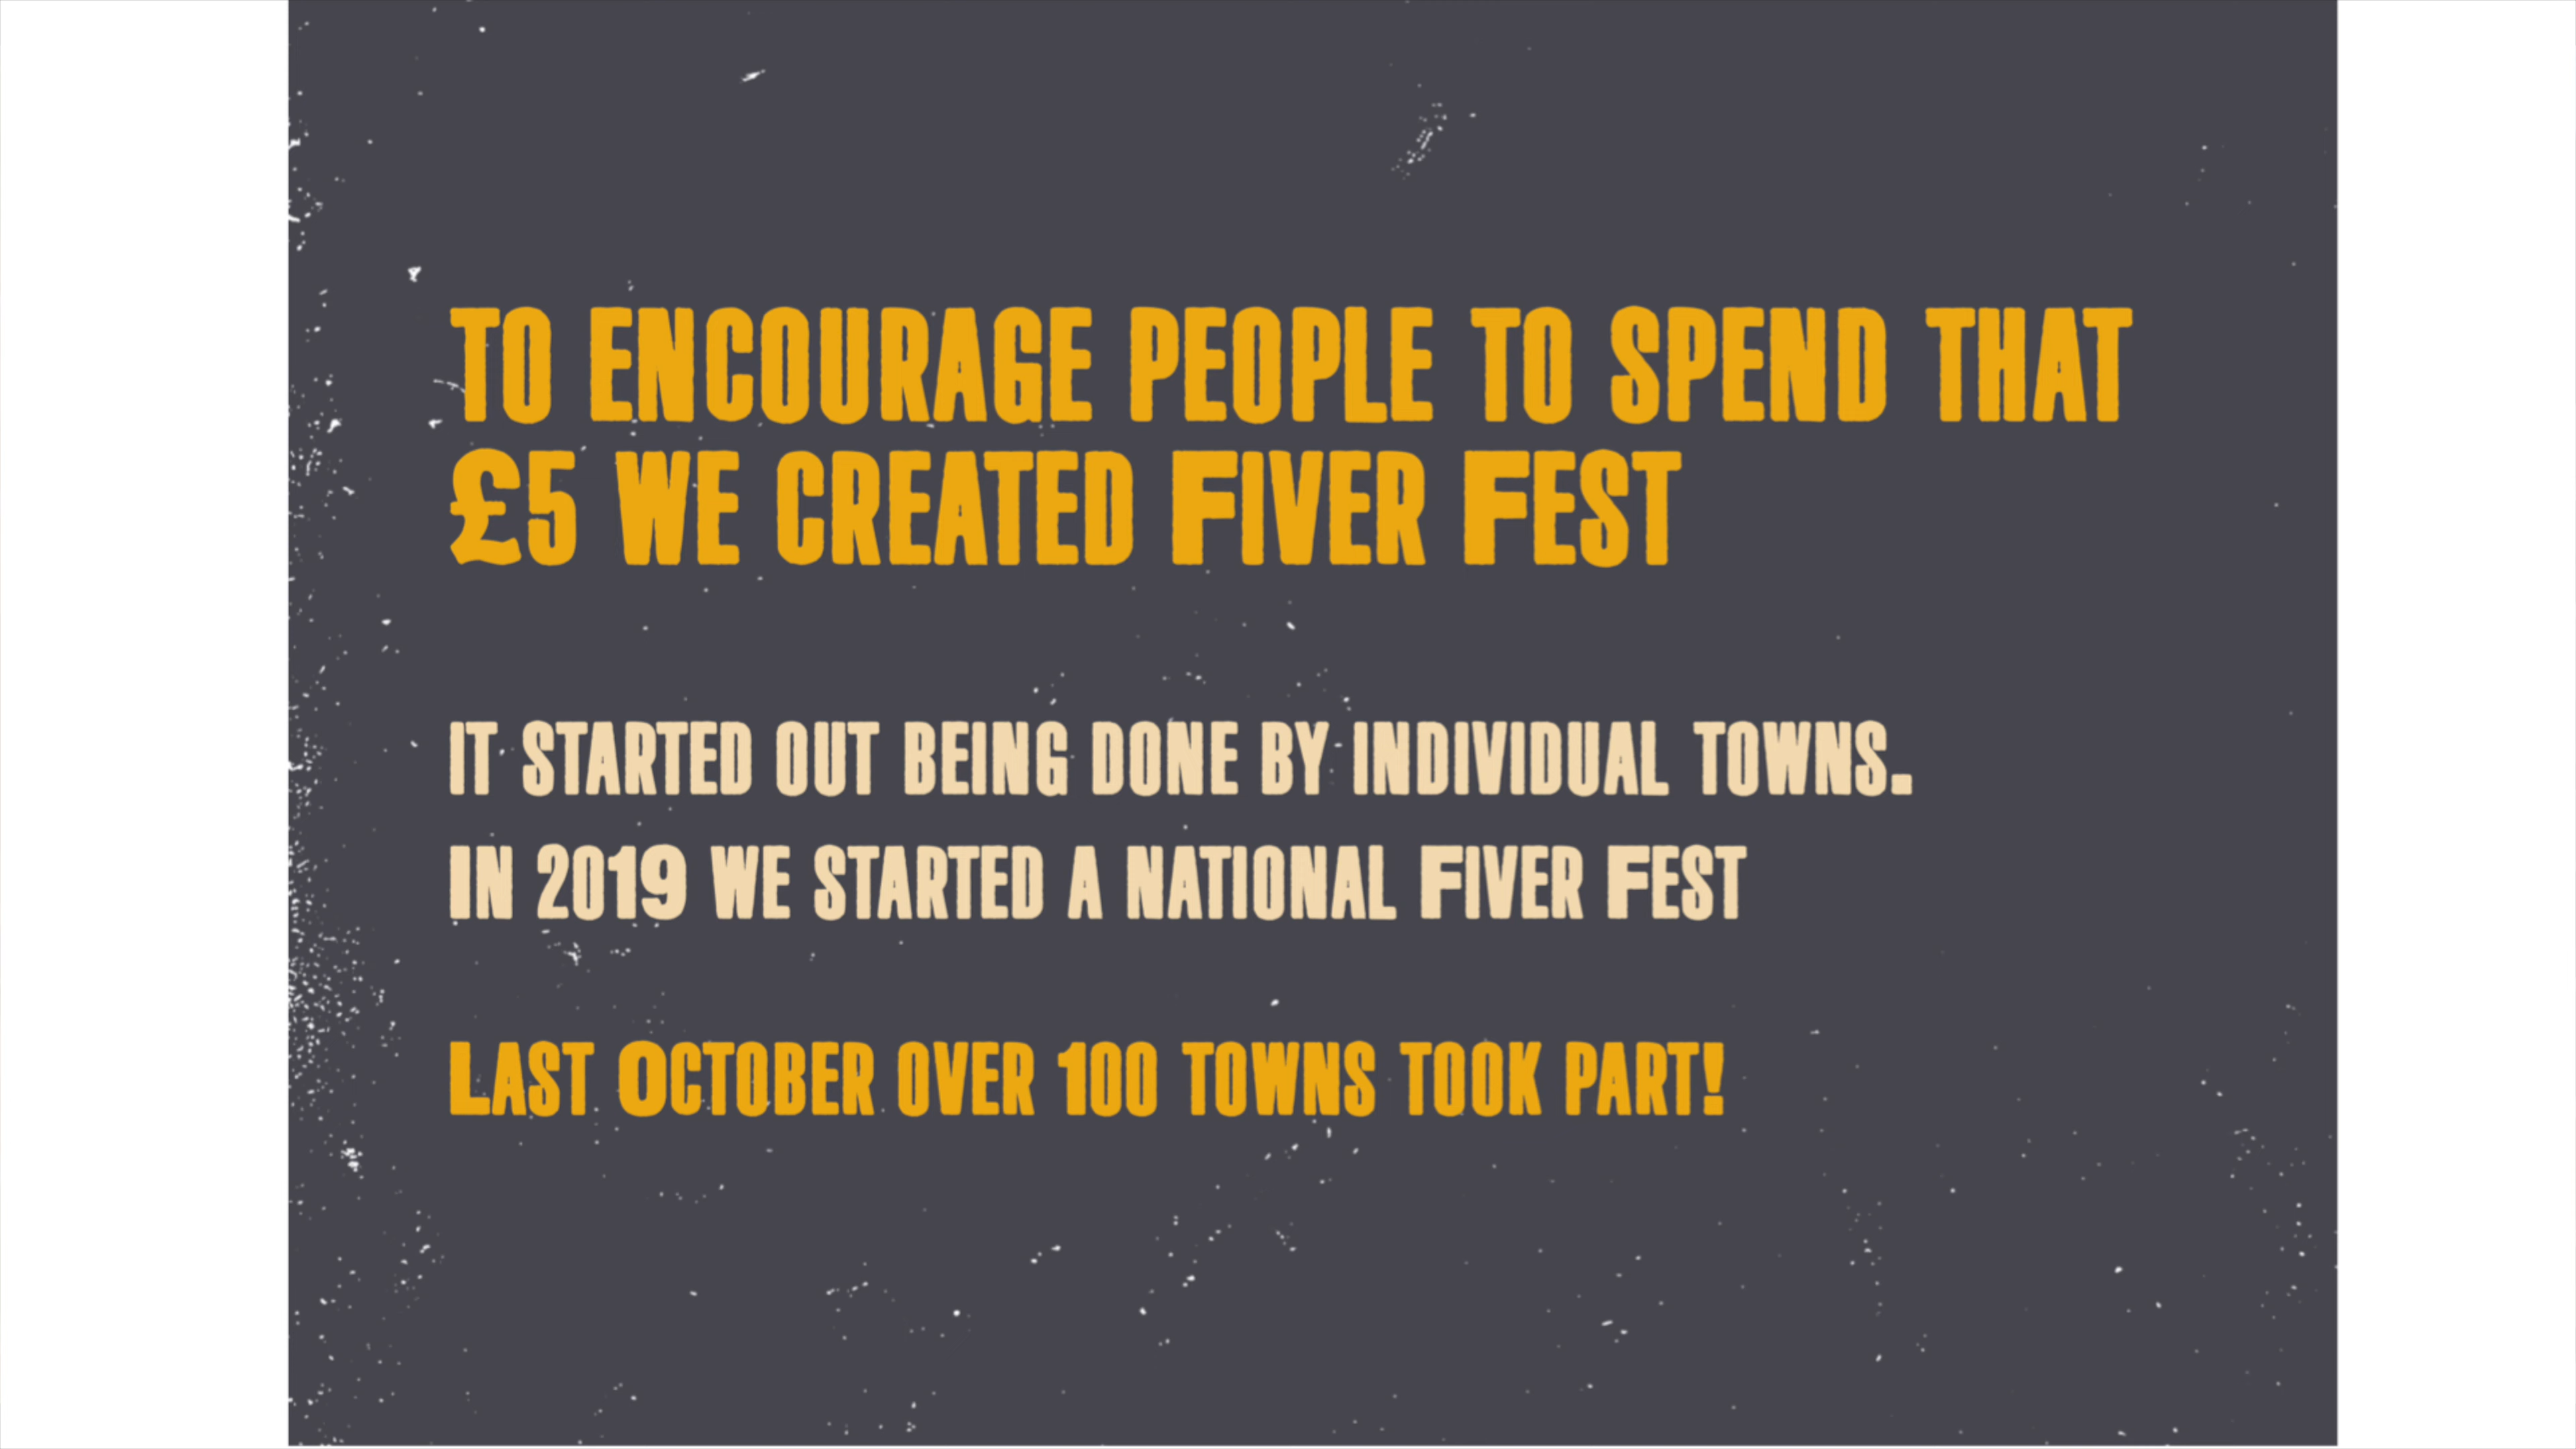 TO ENCOURAGE PEOPLE TO SPEND THAT
£5 WE CREATED FIVER FEST
IT STARTED OUT BEING DONE BY INDIVIDUAL TOWNS.
IN 2019 WE STARTED A NATIONAL FIVER FEST
LAST OCTOBER OVER 100 TOWNS TOOK PART!